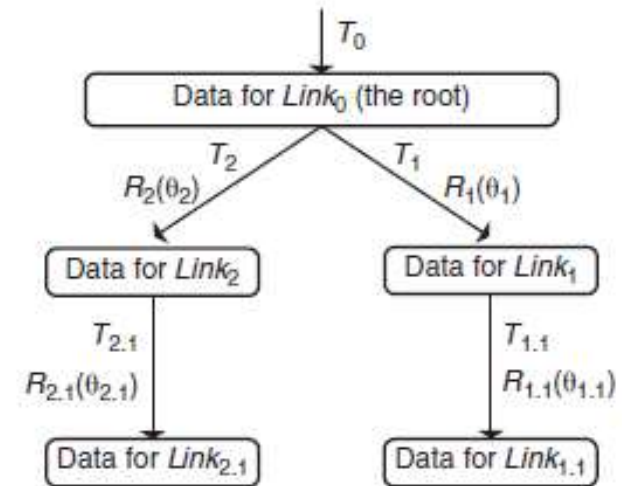 T₀
Data for Link₀ (the root)
T₂
T₁
R₂(θ₂)
R₁(θ₁)
Data for Link₂
Data for Link₁
T₂.₁
T₁.₁
R₂.₁(θ₂.₁)
R₁.₁(θ₁.₁)
Data for Link₂.₁
Data for Link₁.₁